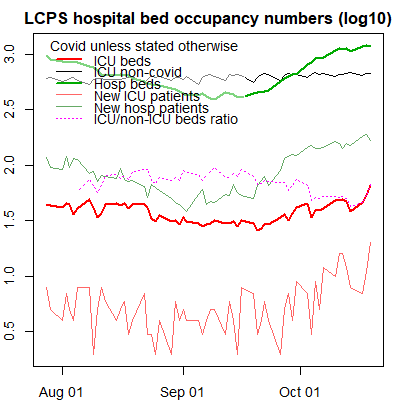 LCPS hospital bed occupancy numbers (log10)
Covid unless stated otherwise
ICU beds
ICU non-covid
Hosp beds
New ICU patients
New hosp patients
ICU/non-ICU beds ratio
3.0
2.5
2.0
1.5
1.0
0.5
Aug 01
Sep 01
Oct 01